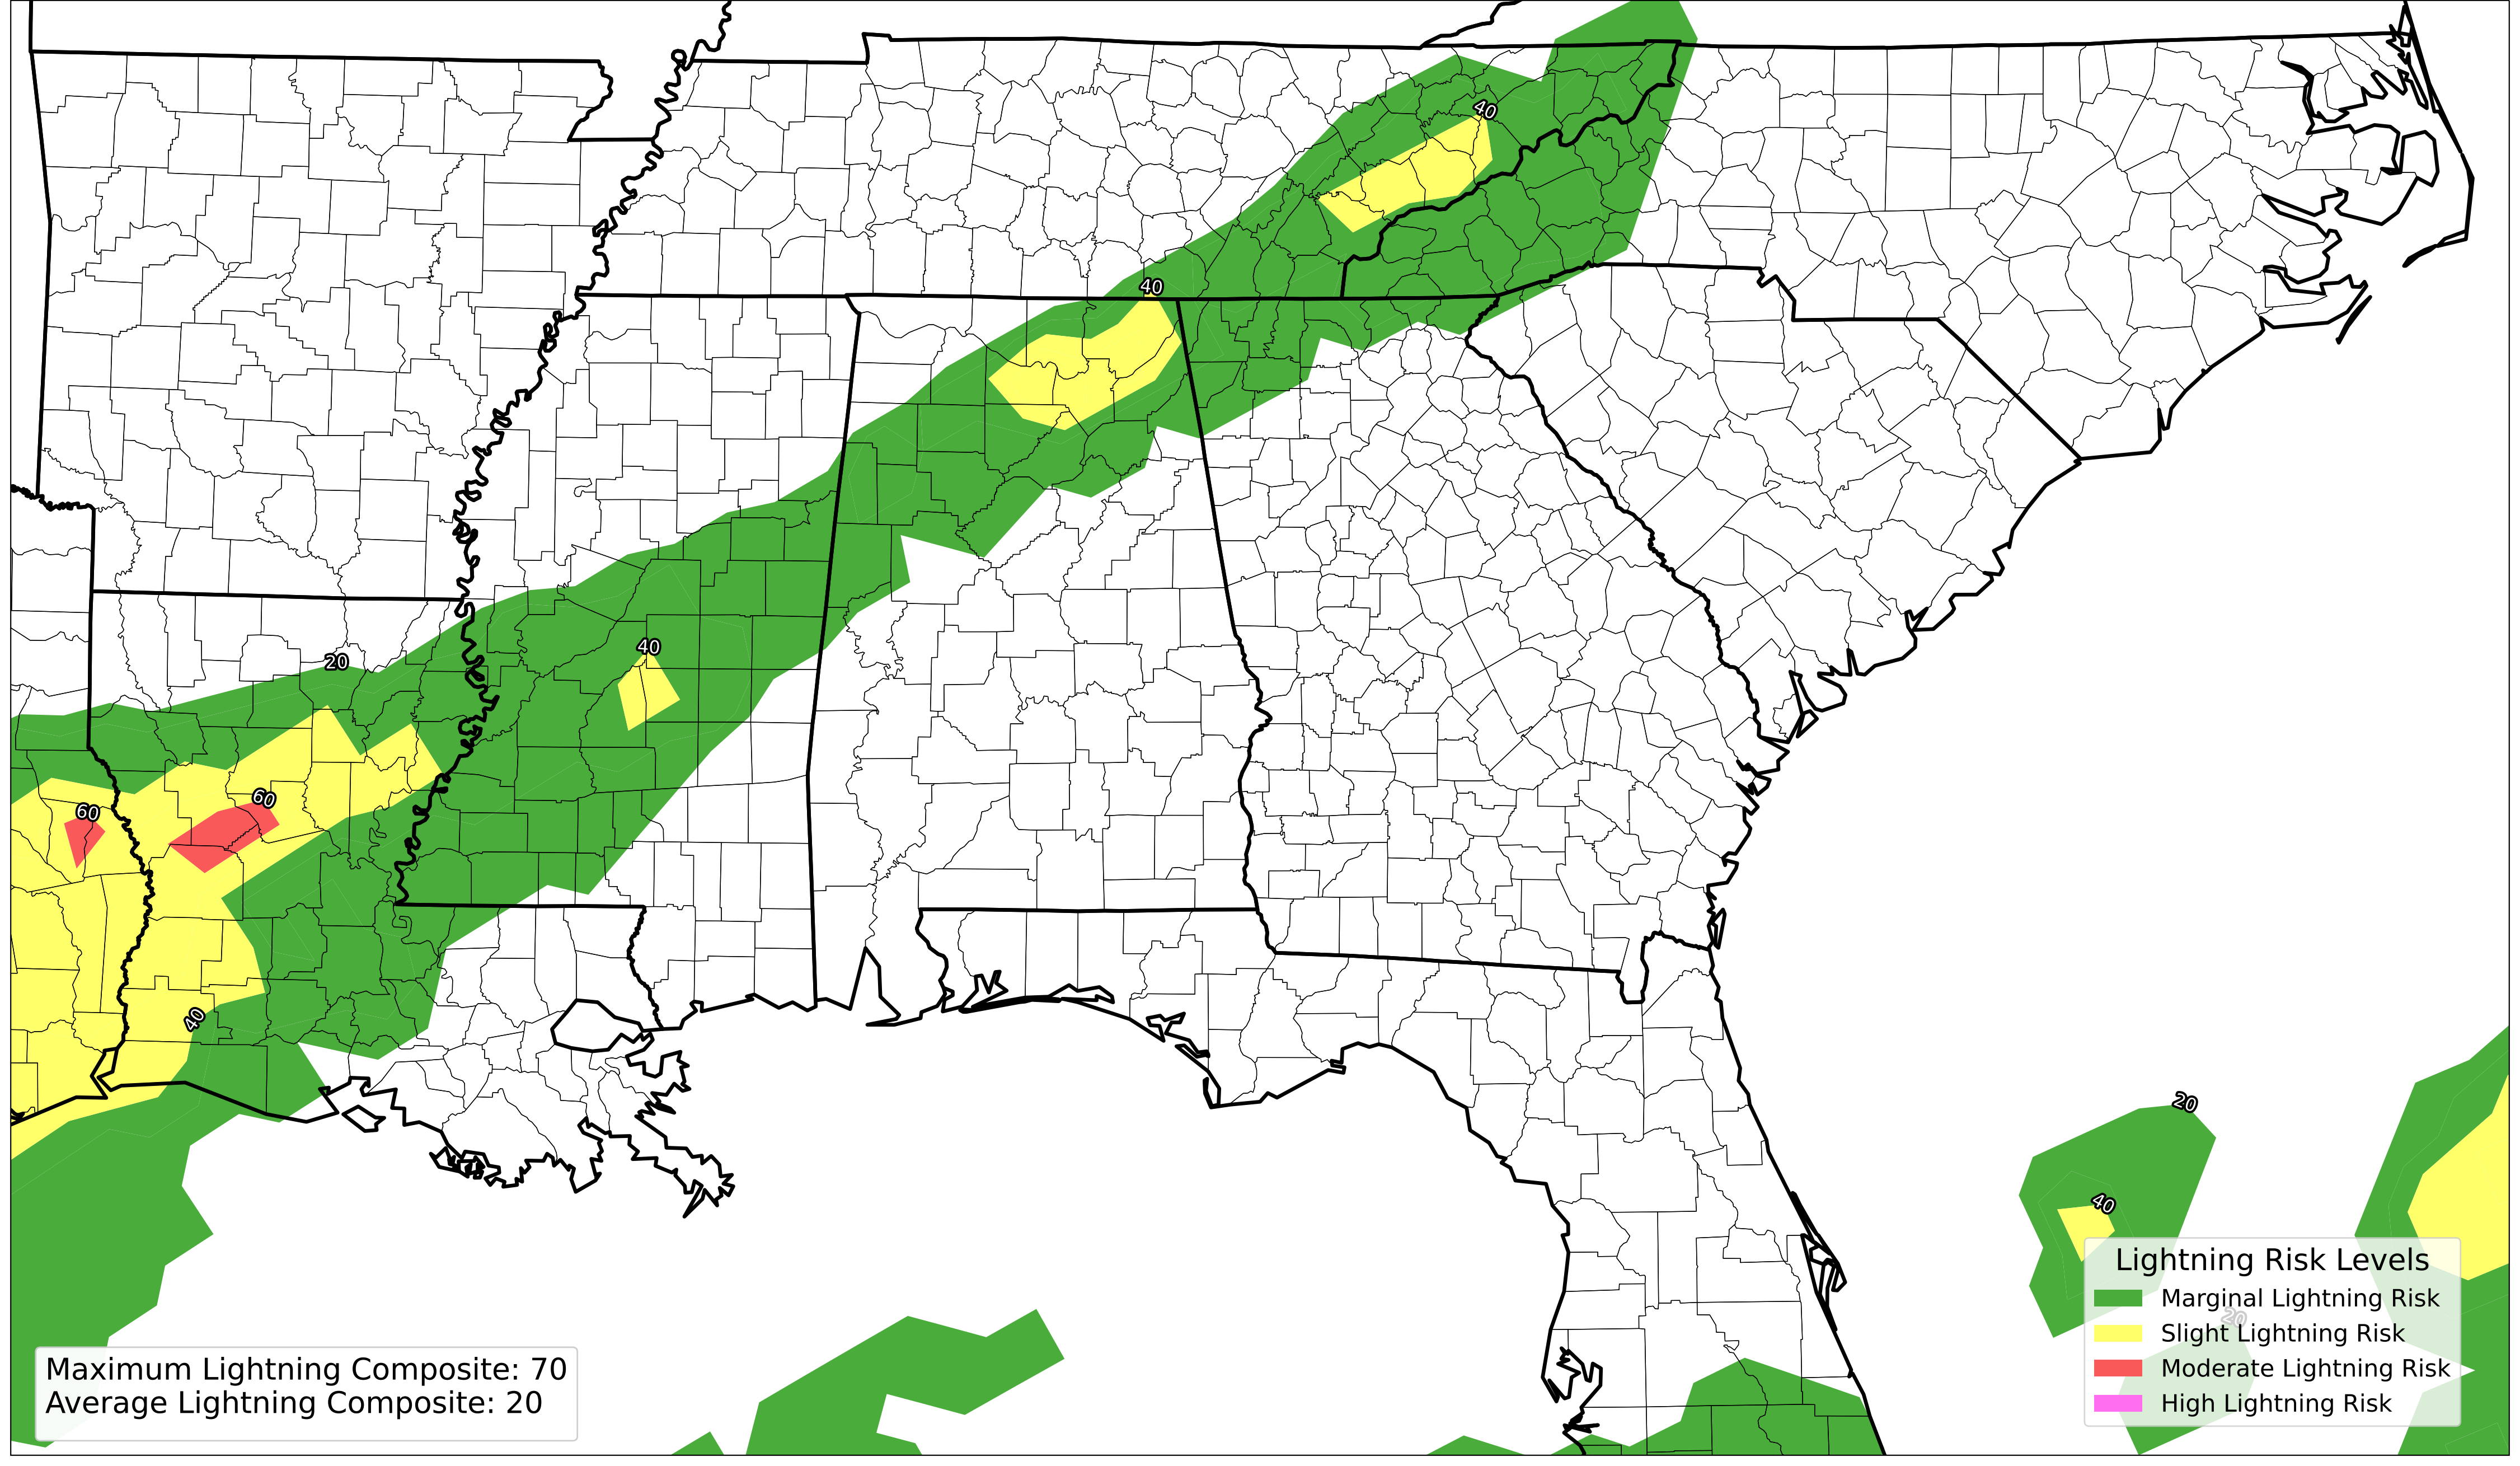 40
40
40
20
60
60
40
20
40
Lightning Risk Levels
Marginal Lightning Risk
20
Slight Lightning Risk
Moderate Lightning Risk
High Lightning Risk
Maximum Lightning Composite: 70
Average Lightning Composite: 20